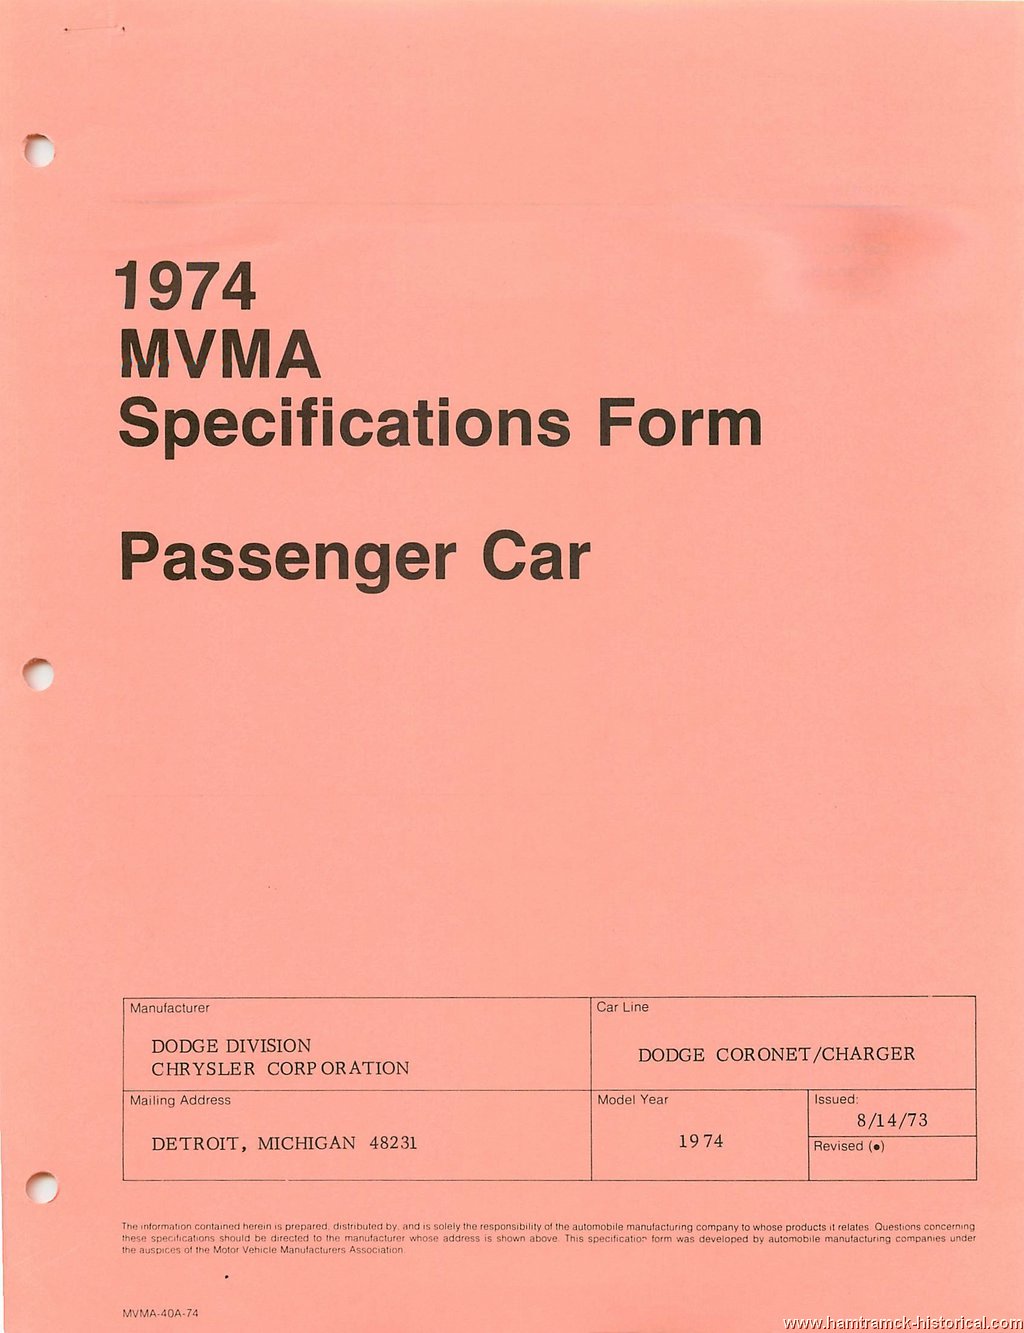 1974
MVMA
Specifications Form
Passenger Car
Manufacturer
DODGE DIVISION
CHRYSLER CORPORATION
Car Line
DODGE CORONET/CHARGER
Mailing Address
DETROIT, MICHIGAN 48231
Model Year
1974
Issued:
8/14/73
Revised (●)
The information contained herein is prepared, distributed by, and is solely the responsibility of the automobile manufacturing company to whose products it relates. Questions concerning
these specifications should be directed to the manufacturer whose address is shown above. This specification form was developed by automobile manufacturing companies under
the auspices of the Motor Vehicle Manufacturers Association.
MVMA-40A-74
www.hamtramck-historical.com